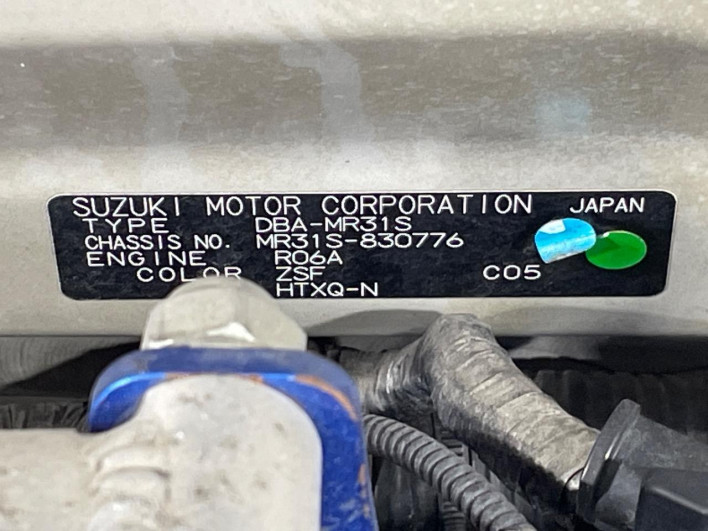 SUZUKI MOTOR CORPORATION JAPAN
TYPE DBA-MR31S
CHASSIS NO. MR31S-830776
ENGINE R06A
COLOR ZSF C05
HTXQ-N